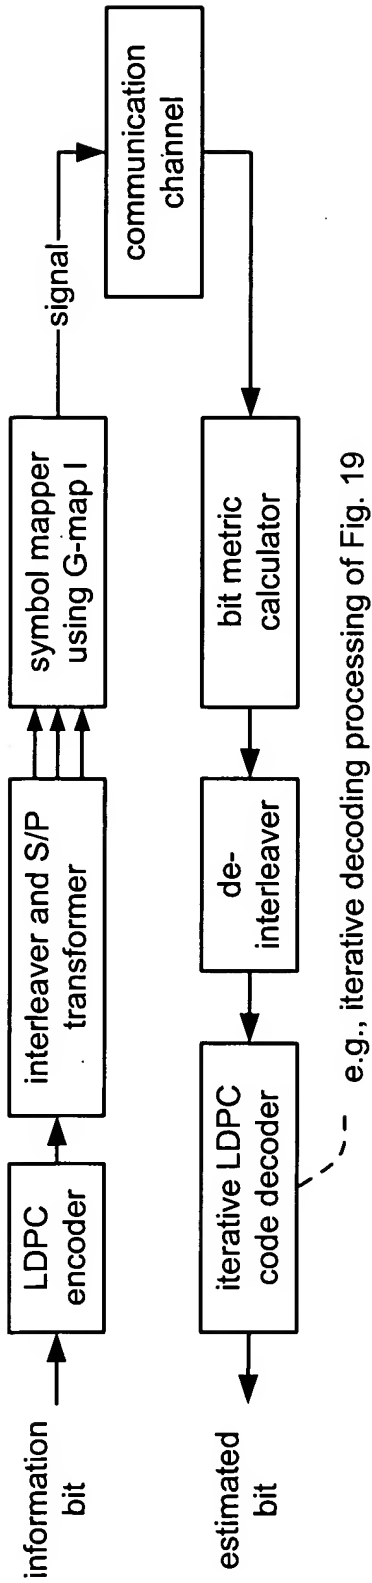 information
bit
LDPC
encoder
interleaver and S/P
transformer
symbol mapper
using G-map I
signal
communication
channel
bit metric
calculator
de-
interleaver
iterative LDPC
code decoder
estimated
bit
e.g., iterative decoding processing of Fig. 19